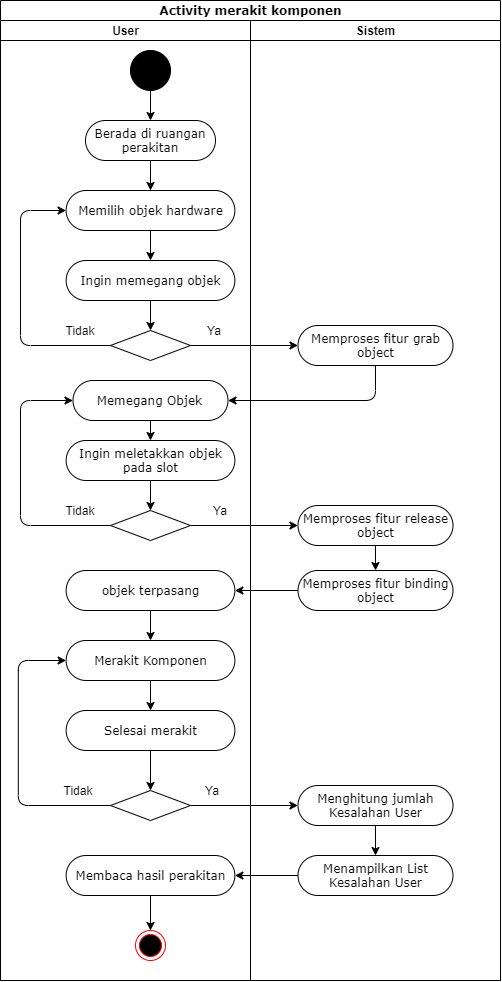 Activity merakit komponen
User
Sistem
Berada di ruangan
perakitan
Memilih objek hardware
Ingin memegang objek
Tidak
Ya
Memproses fitur grab
object
Memegang Objek
Ingin meletakkan objek
pada slot
Tidak
Ya
Memproses fitur release
object
objek terpasang
Memproses fitur binding
object
Merakit Komponen
Selesai merakit
Tidak
Ya
Menghitung jumlah
Kesalahan User
Membaca hasil perakitan
Menampilkan List
Kesalahan User